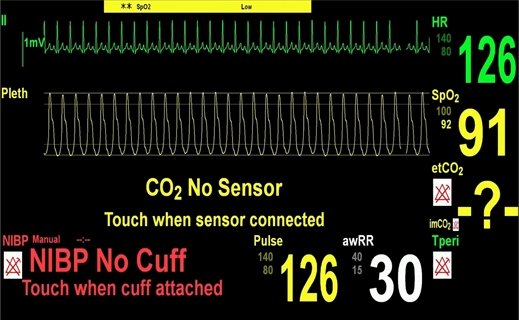 ** SpO2 Low
II
HR
1mV
140
80
126
Pleth
SpO₂
100
92
91
CO₂ No Sensor
Touch when sensor connected
etCO₂
-?-
imCO₂
NIBP Manual --:--
NIBP No Cuff
Touch when cuff attached
Pulse
140
80
126
awRR
40
15
30
Tperi